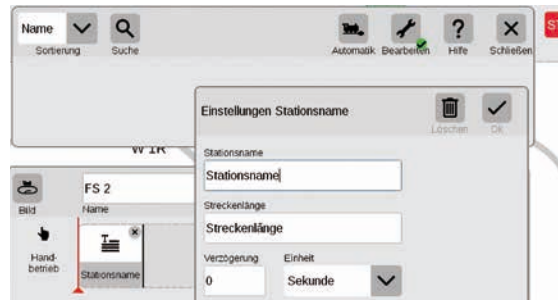 Name
Sortierung
Suche
Automatik
Bearbeiten
Hilfe
Schließen
ST
Einstellungen Stationsname
Löschen
OK
W1R
Stationsname
Stationsname
Streckenlänge
Streckenlänge
Verzögerung
Einheit
0
Sekunde
Bild
FS 2
Name
Hand-
betrieb
Stationsname